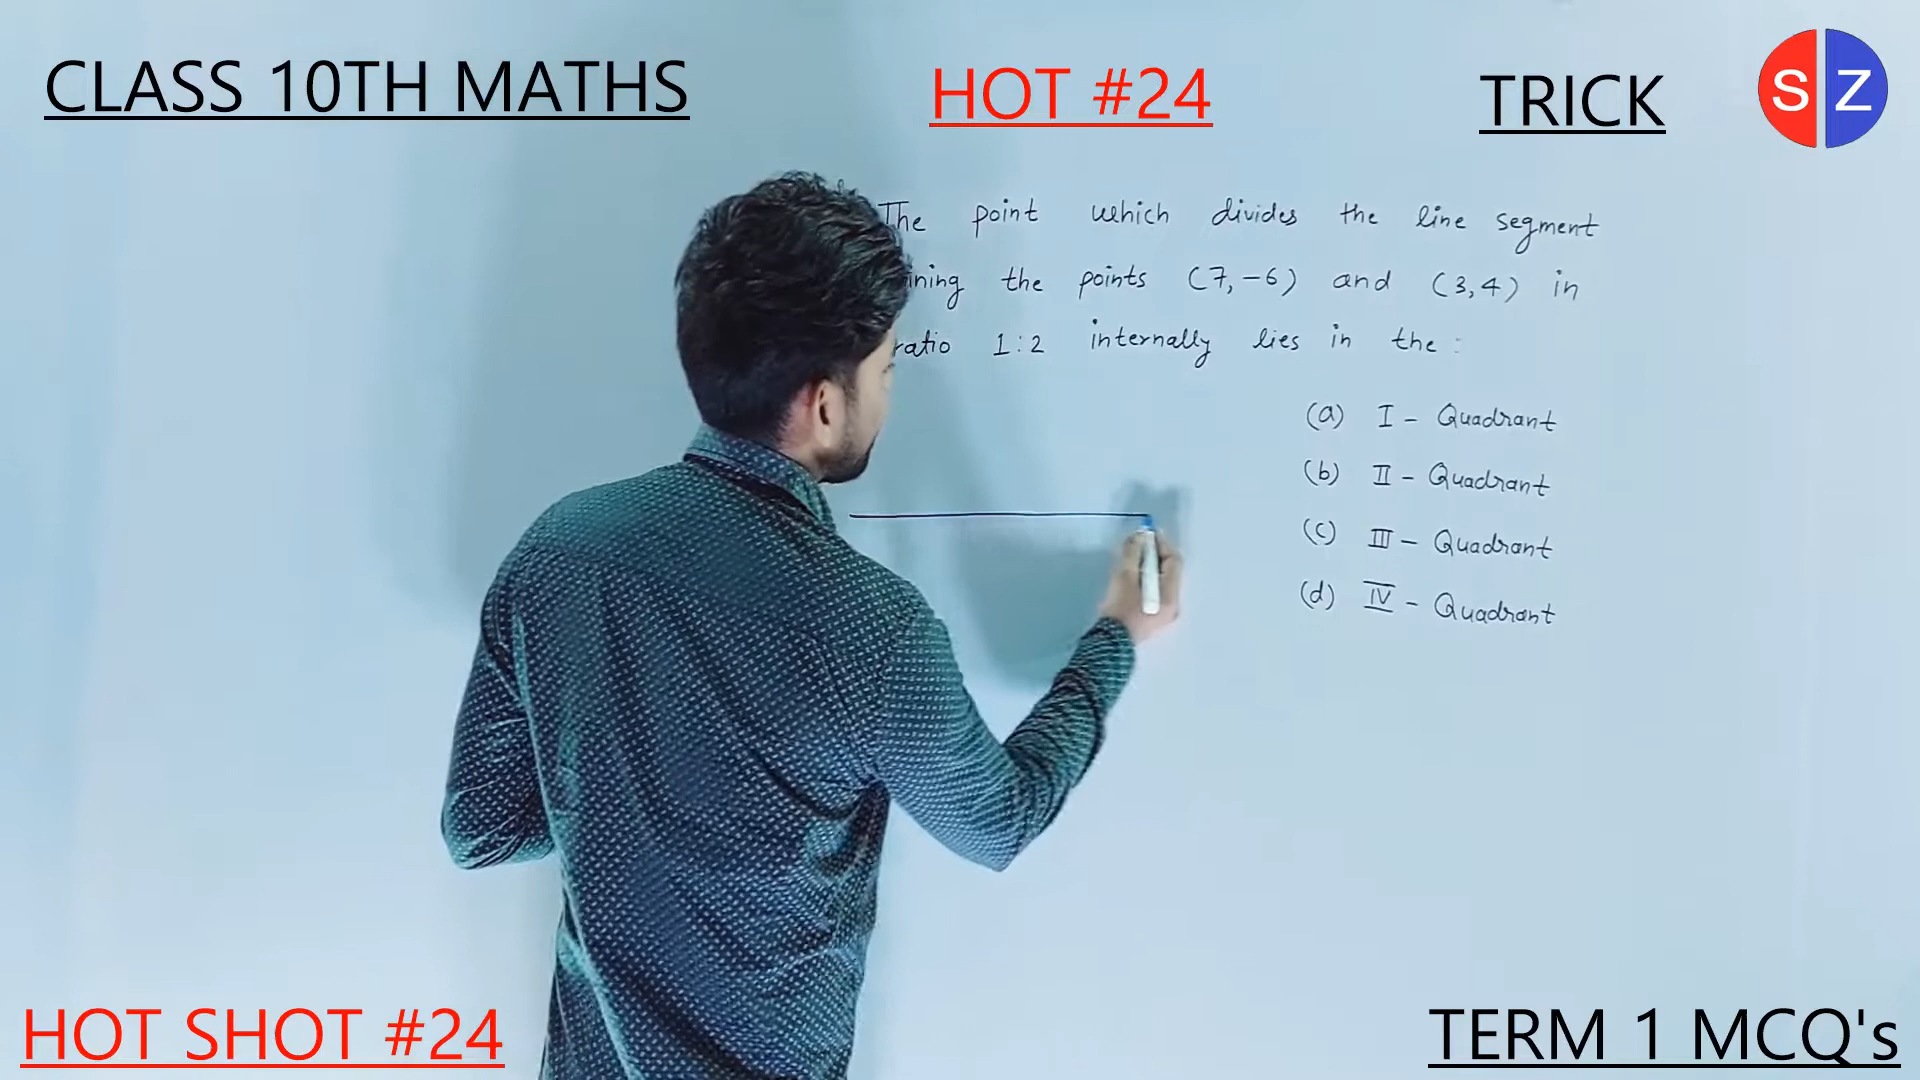 CLASS 10TH MATHS
HOT #24
TRICK
S Z
The point which divides the line segment
the points (7,-6) and (3,4) in
ratio 1:2 internally lies in the :
(a) I - Quadrant
(b) II - Quadrant
(c) III - Quadrant
(d) IV - Quadrant
HOT SHOT #24
TERM 1 MCQ's